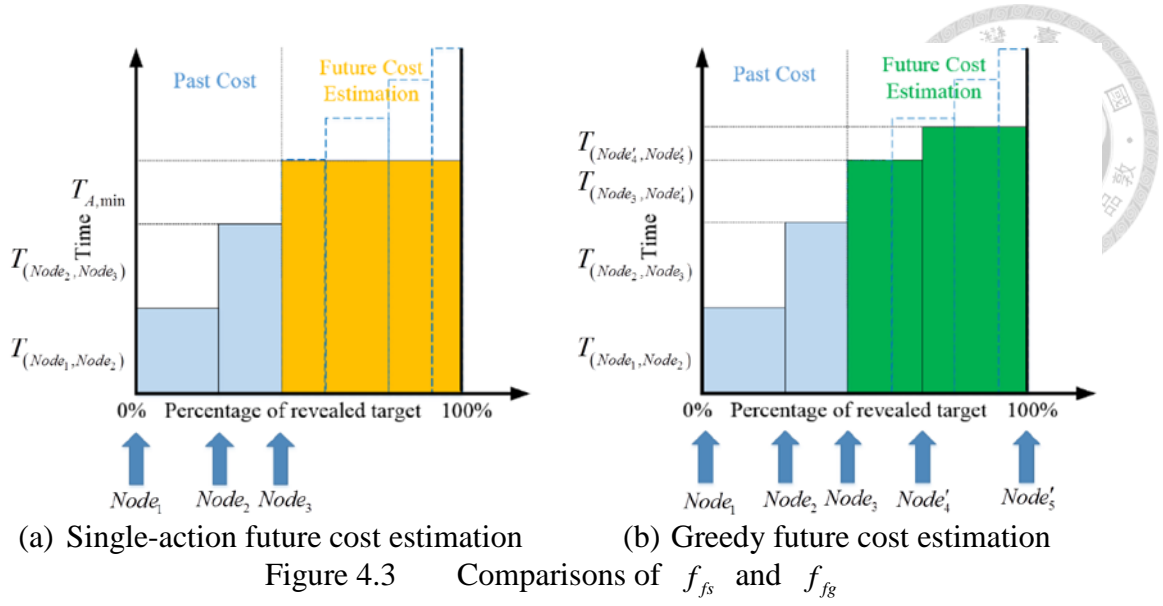 Past Cost
Future Cost
Estimation
T_{A,min}
Time
T_{(Node_2,Node_3)}
T_{(Node_1,Node_2)}
0% Percentage of revealed target 100%
Node_1 Node_2 Node_3
(a) Single-action future cost estimation
Past Cost
Future Cost
Estimation
T_{(Node'_4,Node'_5)}
T_{(Node_3,Node'_4)}
Time
T_{(Node_2,Node_3)}
T_{(Node_1,Node_2)}
0% Percentage of revealed target 100%
Node_1 Node_2 Node_3 Node'_4 Node'_5
(b) Greedy future cost estimation
Figure 4.3 Comparisons of f_{fs} and f_{fg}
臺
國
品
敦